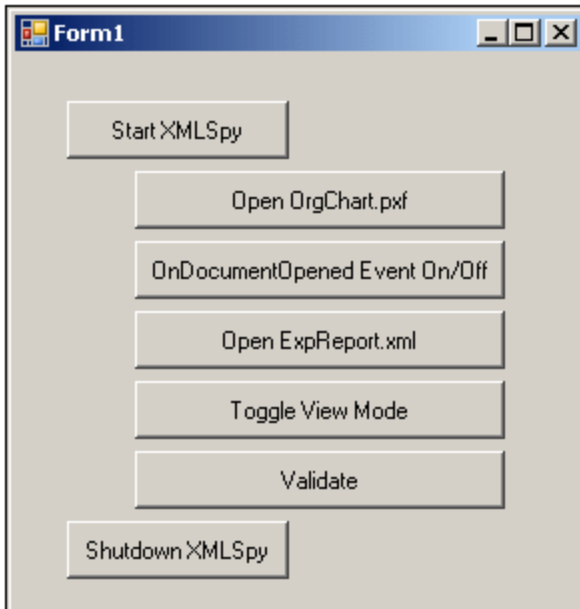 Form1
Start XMLSpy
Open OrgChart.pxf
OnDocumentOpened Event On/Off
Open ExpReport.xml
Toggle View Mode
Validate
Shutdown XMLSpy